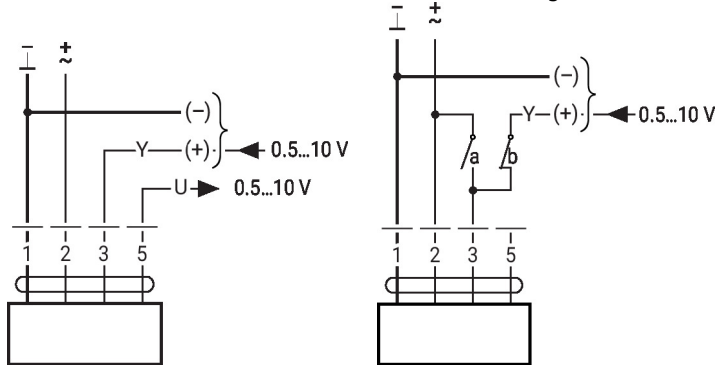 − + ~
(−)
Y (+) 0.5...10 V
U 0.5...10 V
1 2 3 5
− + ~
(−)
Y (+) 0.5...10 V
a b
1 2 3 5